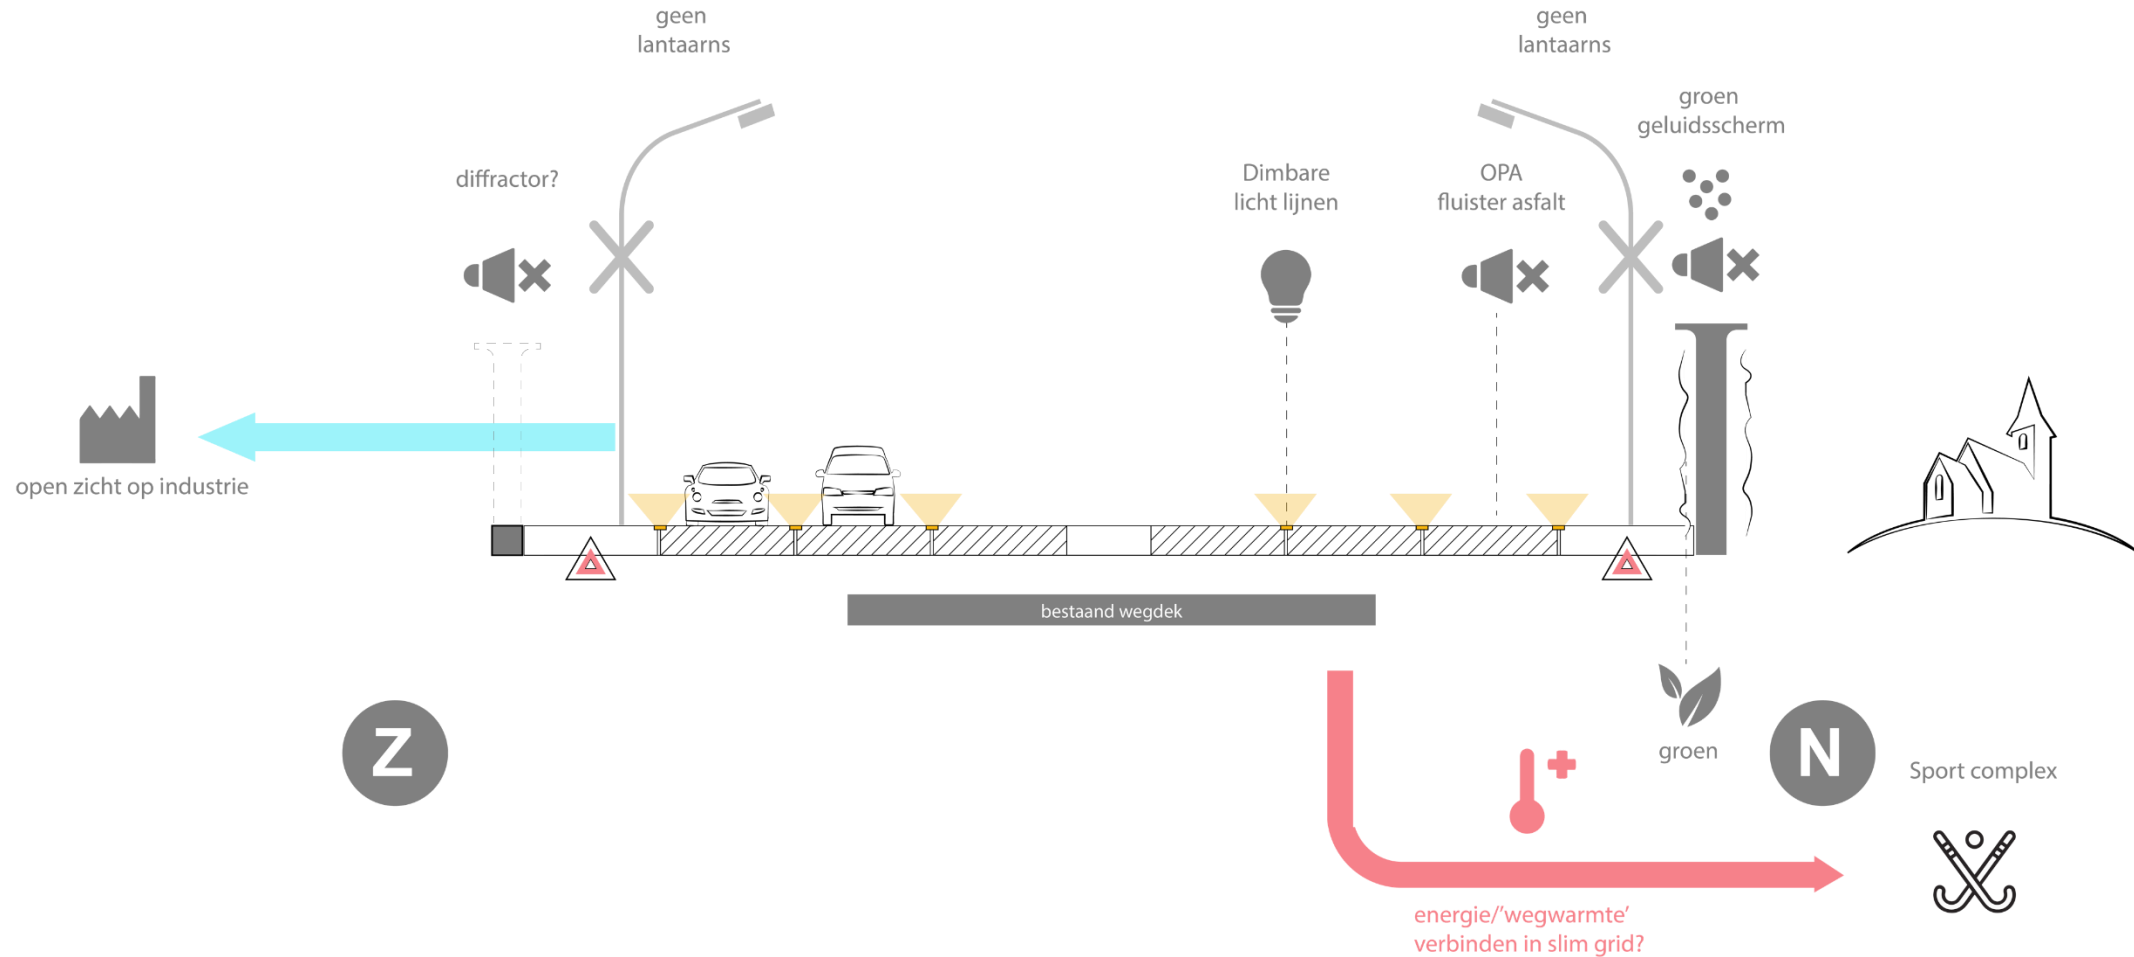 geen
lantaarns
geen
lantaarns
groen
geluidsscherm
diffractor?
Dimbare
licht lijnen
OPA
fluister asfalt
open zicht op industrie
bestaand wegdek
Z
groen
N
Sport complex
energie/'wegwarmte'
verbinden in slim grid?